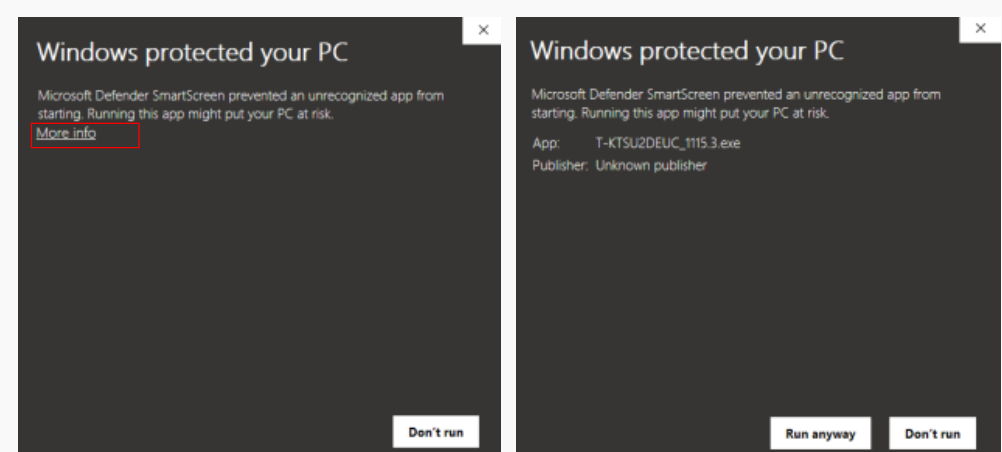 Windows protected your PC
Microsoft Defender SmartScreen prevented an unrecognized app from
starting. Running this app might put your PC at risk.
More info
Don't run
Windows protected your PC
Microsoft Defender SmartScreen prevented an unrecognized app from
starting. Running this app might put your PC at risk.
App: T-KTSU2DEUC_1115.3.exe
Publisher: Unknown publisher
Run anyway Don't run